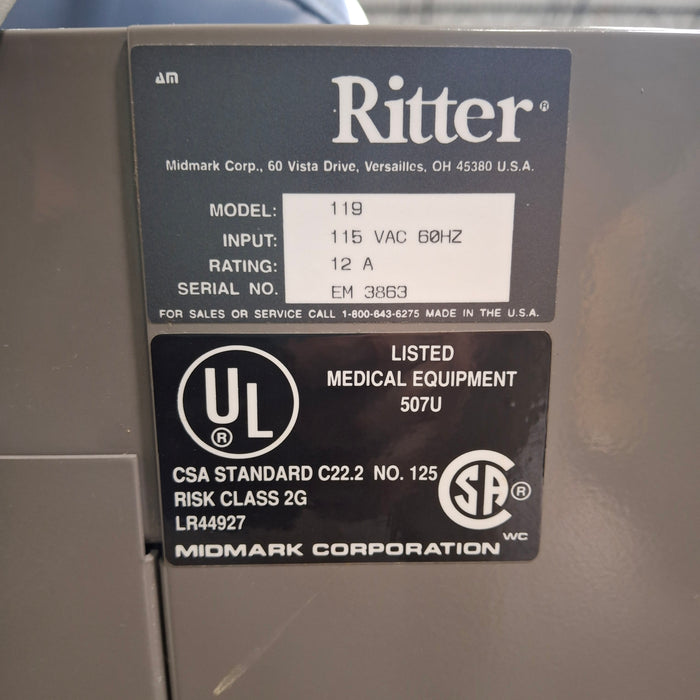 AM
Ritter®
Midmark Corp., 60 Vista Drive, Versailles, OH 45380 U.S.A.
MODEL: 119
INPUT: 115 VAC 60HZ
RATING: 12 A
SERIAL NO. EM 3863
FOR SALES OR SERVICE CALL 1-800-643-6275 MADE IN THE U.S.A.
UL®
LISTED
MEDICAL EQUIPMENT
507U
CSA STANDARD C22.2 NO. 125
RISK CLASS 2G
LR44927
SA®
MIDMARK CORPORATION
WC